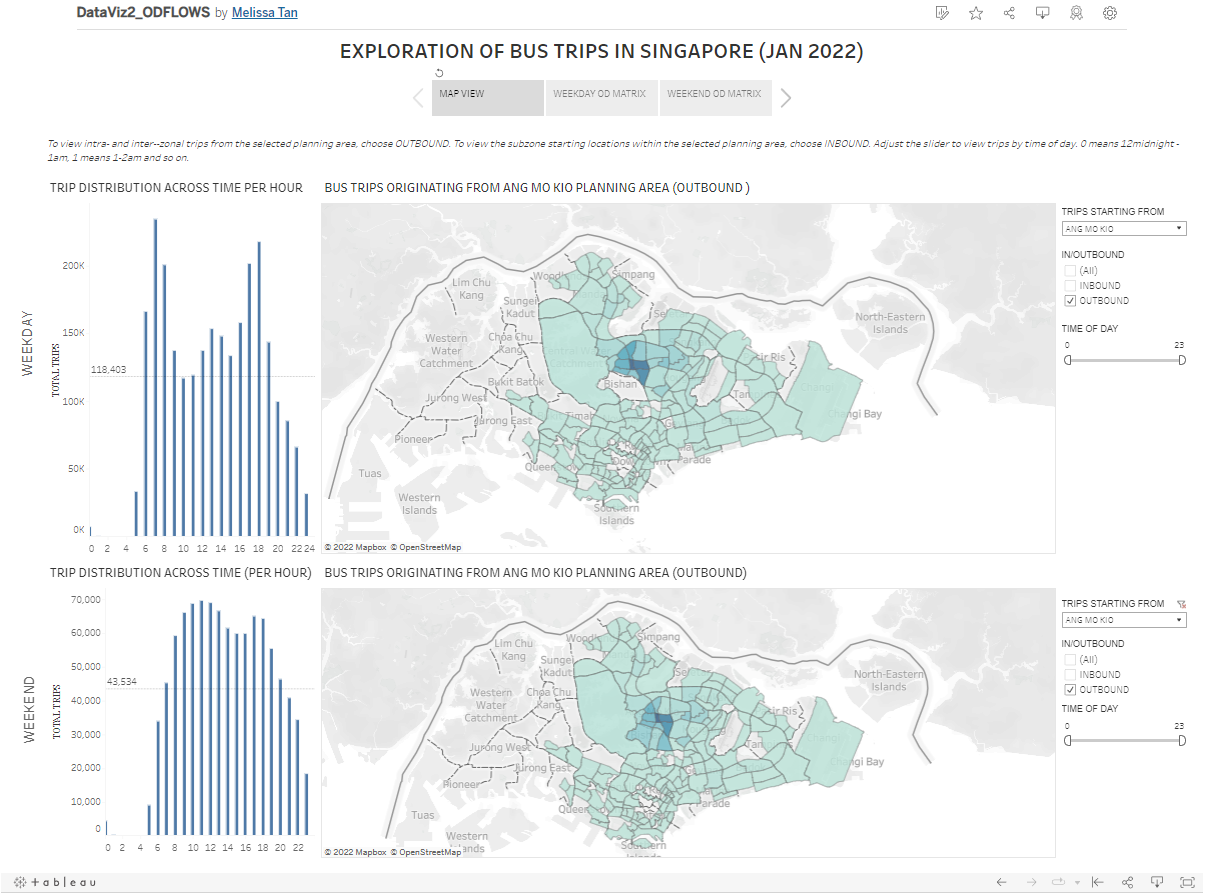 DataViz2_ODFLOWS by Melissa Tan
EXPLORATION OF BUS TRIPS IN SINGAPORE (JAN 2022)
MAP VIEW
WEEKDAY OD MATRIX
WEEKEND OD MATRIX
To view intra- and inter--zonal trips from the selected planning area, choose OUTBOUND. To view the subzone starting locations within the selected planning area, choose INBOUND. Adjust the slider to view trips by time of day. 0 means 12midnight -
1am, 1 means 1-2am and so on.
TRIP DISTRIBUTION ACROSS TIME PER HOUR
BUS TRIPS ORIGINATING FROM ANG MO KIO PLANNING AREA (OUTBOUND )
WEEKDAY
TOTAL TRIPS
200K
150K
118,403
100K
50K
0K
0 2 4 6 8 10 12 14 16 18 20 22 24
Woodl
Simpang
Lim Chu
Kang
Sungei
Kadut
Se
North-Eastern
Islands
Western
Water
Catchment
Choa Chu
Kang
Central W
Catchment
sir Ris
Bukit Batok
Bishan
Changi
Jurong West
Tan
Changi Bay
Jurong East
Timah
Pioneer
Queen
Parade
Tuas
Western
Islands
Southern
Islands
© 2022 Mapbox © OpenStreetMap
TRIPS STARTING FROM
ANG MO KIO
IN/OUTBOUND
(All)
INBOUND
OUTBOUND
TIME OF DAY
0 23
TRIP DISTRIBUTION ACROSS TIME (PER HOUR)
BUS TRIPS ORIGINATING FROM ANG MO KIO PLANNING AREA (OUTBOUND)
WEEKEND
TOTAL TRIPS
70,000
60,000
50,000
43,534
40,000
30,000
20,000
10,000
0
0 2 4 6 8 10 12 14 16 18 20 22
Woodl
Simpang
Lim Chu
Kang
Sungei
Kadut
Se
North-Eastern
Islands
Western
Water
Catchment
Choa Chu
Kang
sir Ris
Changi
Jurong West
Tan
Changi Bay
Jurong East
Pioneer
Queen
Parade
Tuas
Western
Islands
Southern
Islands
© 2022 Mapbox © OpenStreetMap
TRIPS STARTING FROM
ANG MO KIO
IN/OUTBOUND
(All)
INBOUND
OUTBOUND
TIME OF DAY
0 23
+ a b l e a u